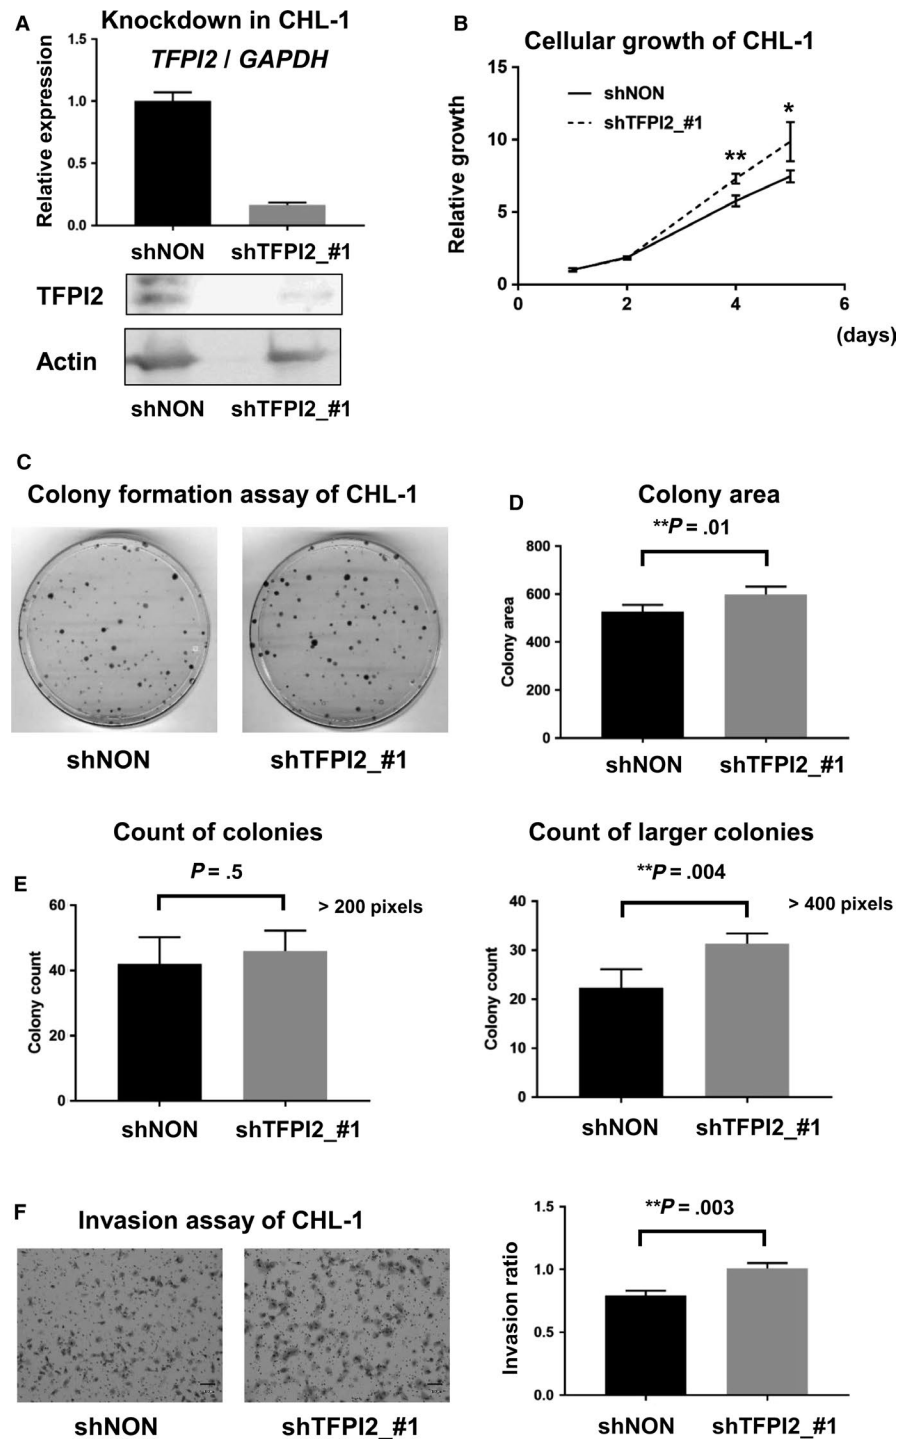 A
Knockdown in CHL-1
TFPI2 / GAPDH
Relative expression
1.5
1.0
0.5
0.0
shNON shTFPI2_#1
TFPI2
Actin
shNON shTFPI2_#1
B
Cellular growth of CHL-1
shNON
shTFPI2_#1
Relative growth
15
10
5
0
**
*
0 2 4 6
(days)
C
Colony formation assay of CHL-1
shNON shTFPI2_#1
D
Colony area
**P = .01
Colony area
800
600
400
200
0
shNON shTFPI2_#1
E
Count of colonies
P = .5
> 200 pixels
Colony count
60
40
20
0
shNON shTFPI2_#1
Count of larger colonies
**P = .004
> 400 pixels
Colony count
40
30
20
10
0
shNON shTFPI2_#1
F
Invasion assay of CHL-1
shNON shTFPI2_#1
**P = .003
Invasion ratio
1.5
1.0
0.5
0.0
shNON shTFPI2_#1